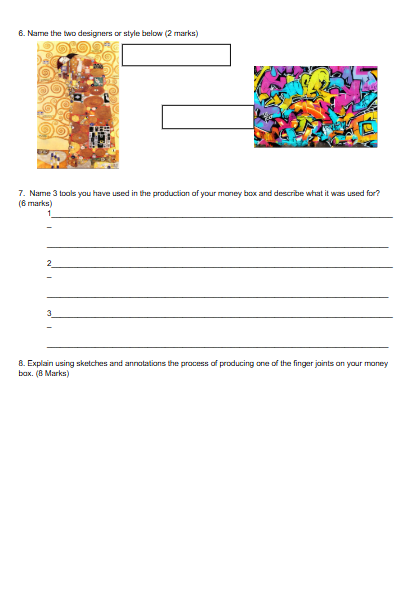 6. Name the two designers or style below (2 marks)
7. Name 3 tools you have used in the production of your money box and describe what it was used for?
(6 marks)
1
2
3
8. Explain using sketches and annotations the process of producing one of the finger joints on your money
box. (8 Marks)